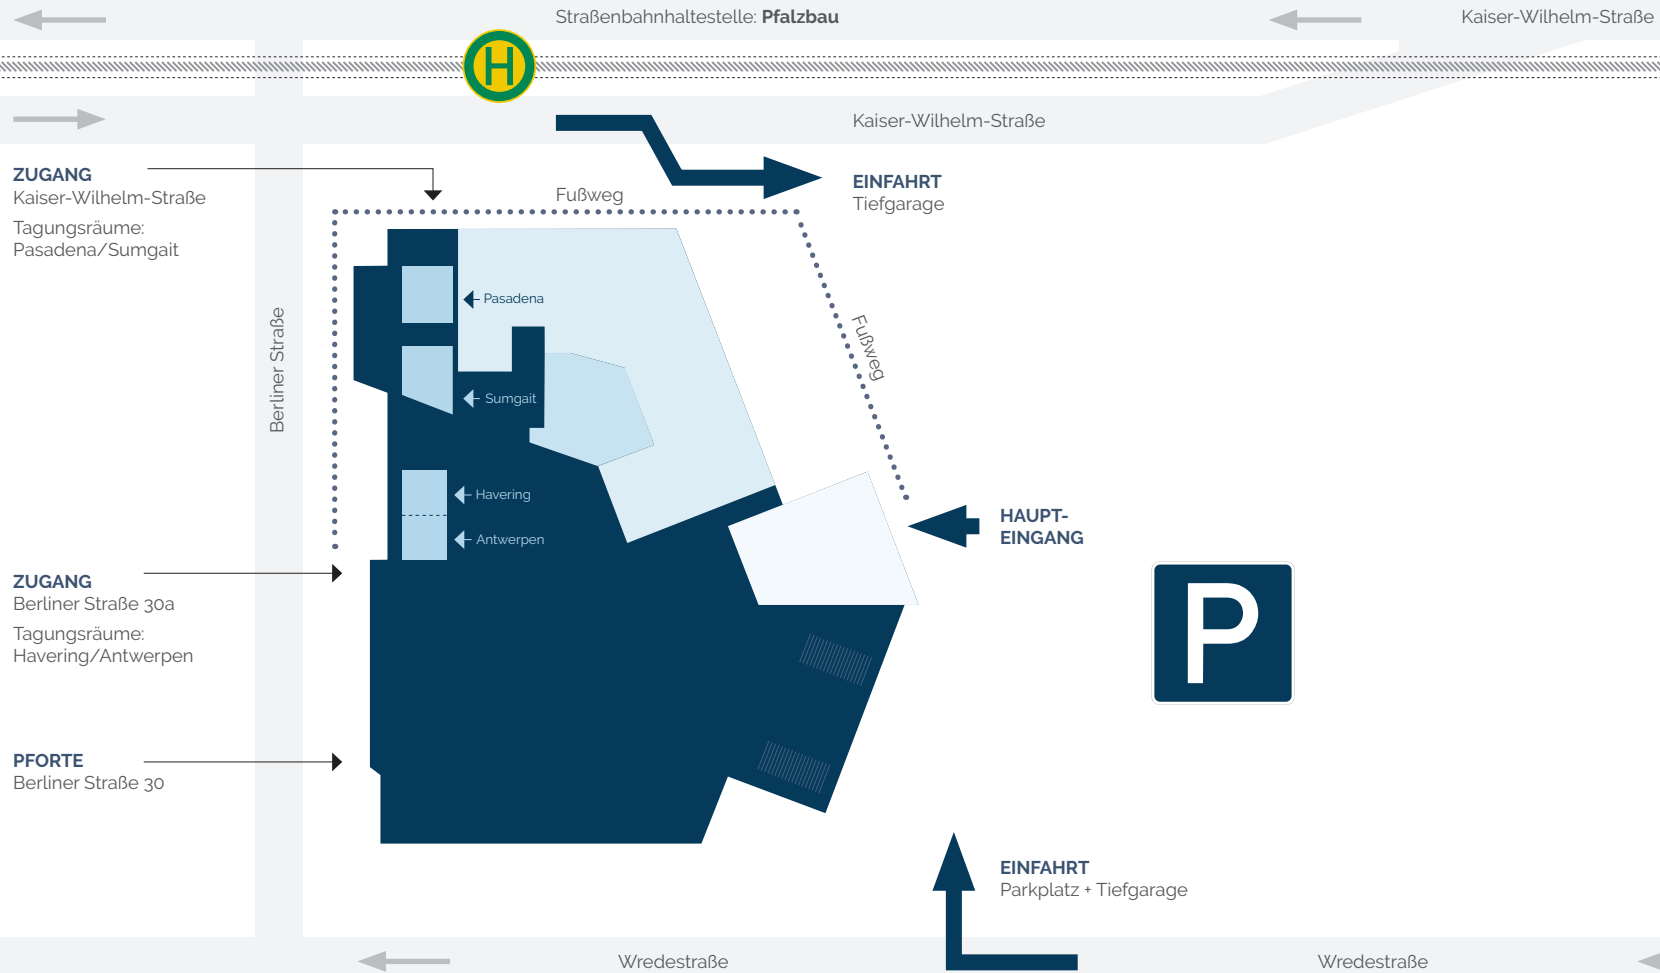 Straßenbahnhaltestelle: Pfalzbau
Kaiser-Wilhelm-Straße
H
Kaiser-Wilhelm-Straße
ZUGANG
Kaiser-Wilhelm-Straße
Tagungsräume:
Pasadena/Sumgait
EINFAHRT
Tiefgarage
Fußweg
Fußweg
Berliner Straße
Pasadena
Sumgait
Havering
Antwerpen
HAUPT-
EINGANG
P
ZUGANG
Berliner Straße 30a
Tagungsräume:
Havering/Antwerpen
PFORTE
Berliner Straße 30
EINFAHRT
Parkplatz + Tiefgarage
Wredestraße
Wredestraße